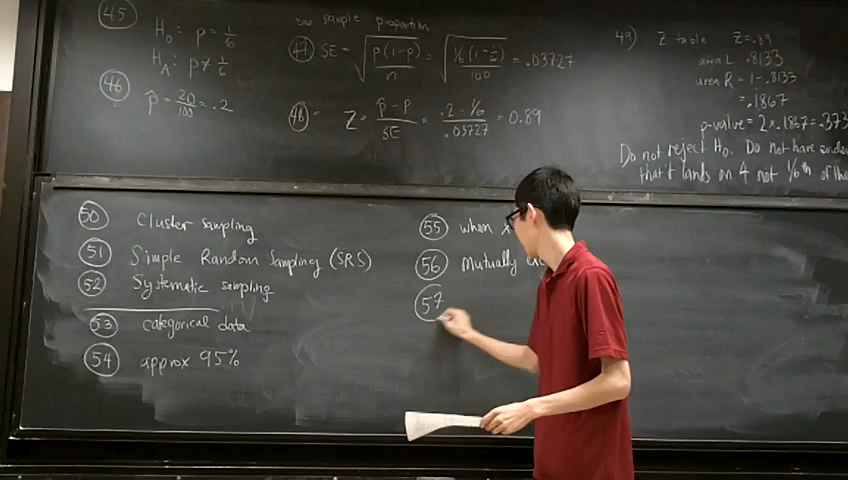 45
H₀: p = 1/6
H_A: p ≠ 1/6
46
p̂ = 20/100 = .2
sample proportion
47 SE = √(p(1-p)/n) = √(1/6(1-1/6)/100) = .03727
48 Z = (p̂ - p)/SE = (.2 - 1/6)/.03727 = 0.89
49) Z table Z=.89
area L .8133
area R = 1-.8133
= .1867
p-value = 2 x .1867 = .373
Do not reject H₀. Do not have
that it lands on 4 not 1/6th of the
50 Cluster sampling
51 Simple Random Sampling (SRS)
52 Systematic sampling
53 categorical data
54 approx 95%
55 when
56 Mutually
57